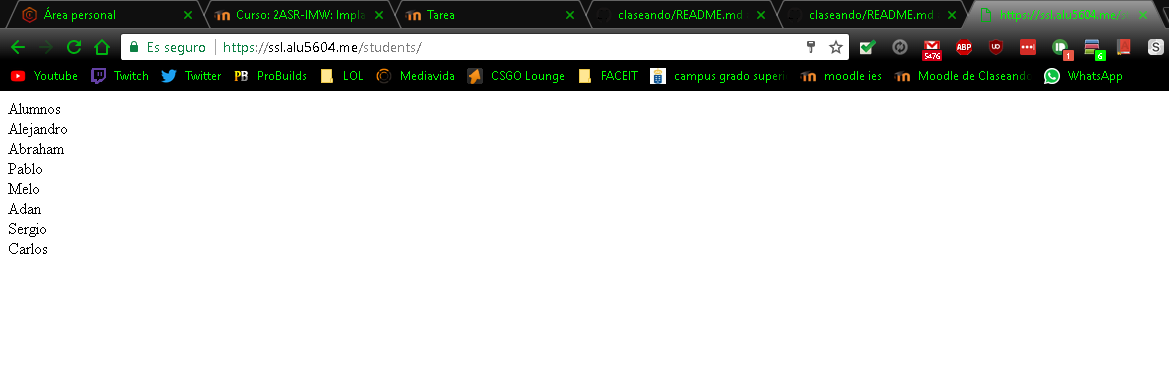 Área personal Curso: 2ASR-IMW: Impla Tarea claseando/README.md claseando/README.md https://ssl.alu5604.me/s
Es seguro https://ssl.alu5604.me/students/ 5476 ABP 1 6 S
Youtube Twitch Twitter PB ProBuilds LOL Mediavida CSGO Lounge FACEIT campus grado superi moodle ies Moodle de Claseand WhatsApp
Alumnos
Alejandro
Abraham
Pablo
Melo
Adan
Sergio
Carlos